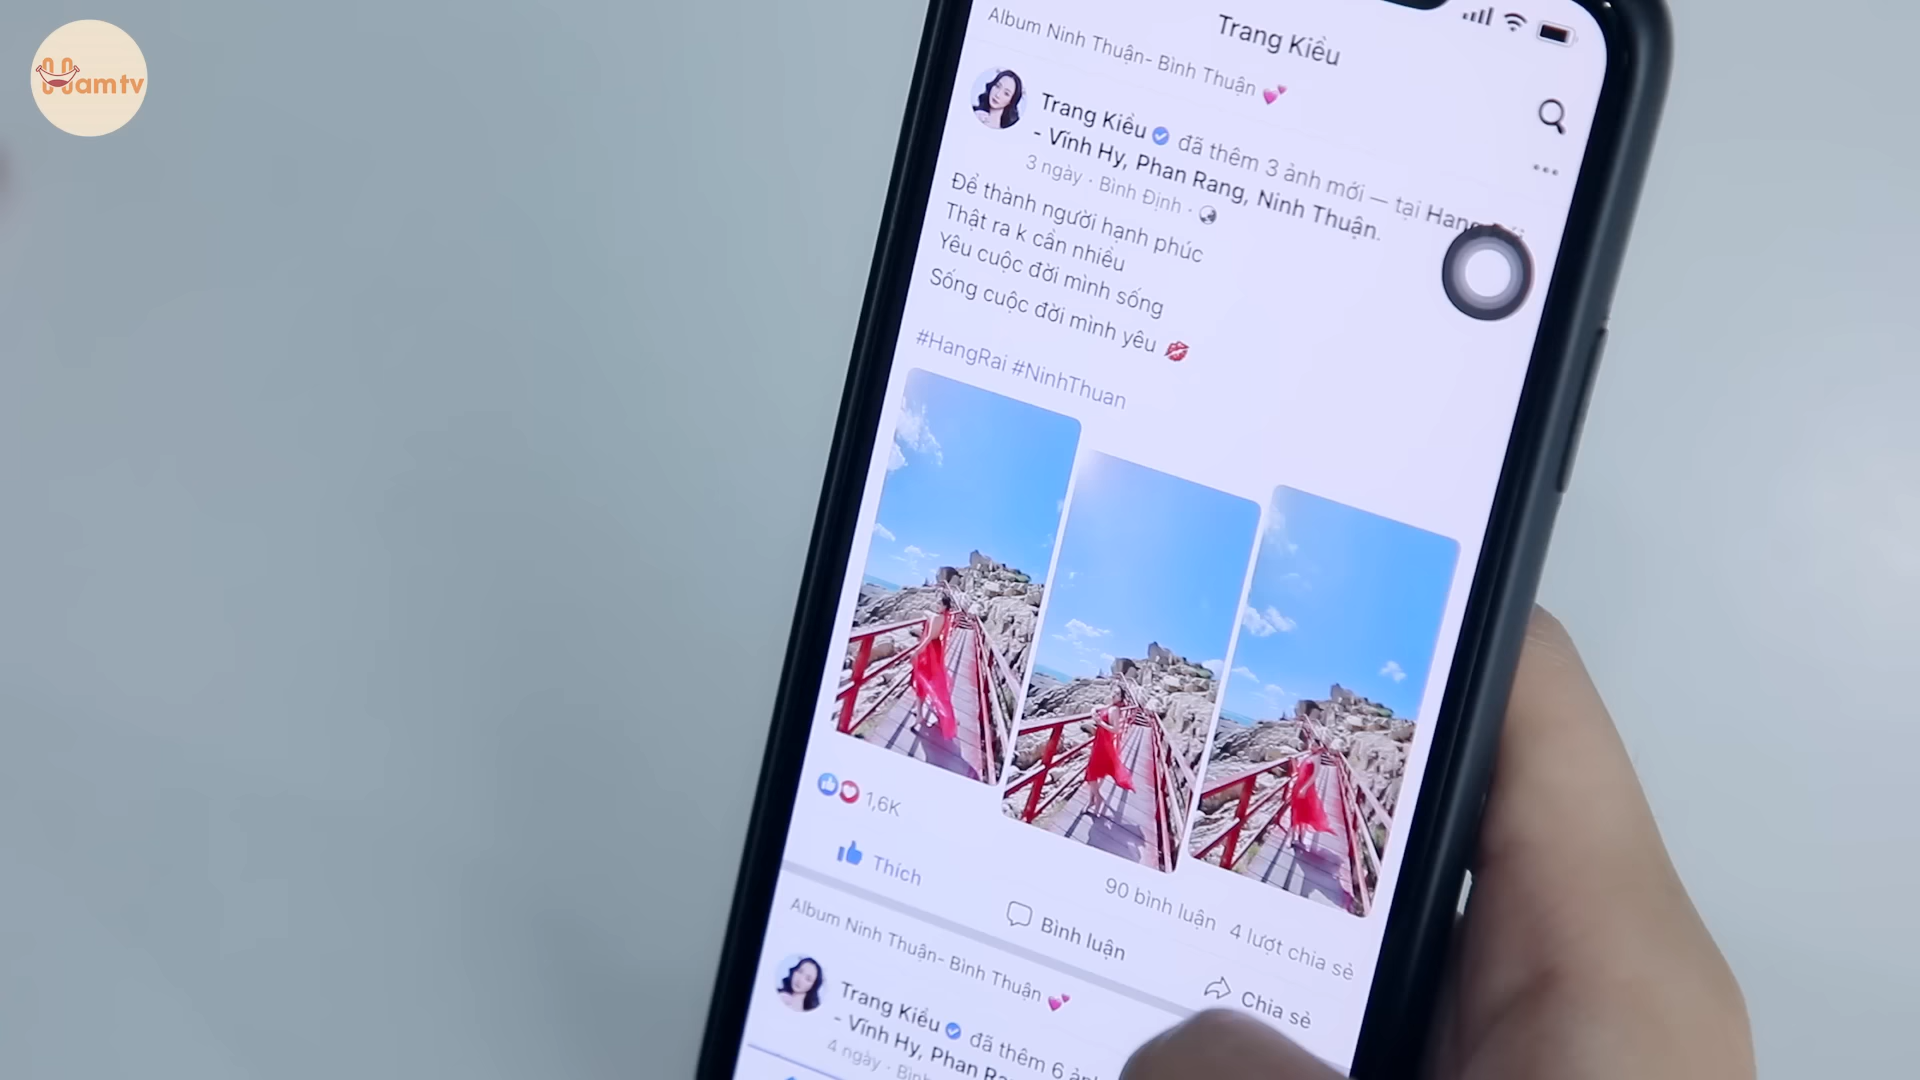 Hamtv
Trang Kiều
Album Ninh Thuận- Bình Thuận 💕
Trang Kiều đã thêm 3 ảnh mới — tại Hang
- Vĩnh Hy, Phan Rang, Ninh Thuận.
3 ngày · Bình Định ·
Để thành người hạnh phúc
Thật ra k cần nhiều
Yêu cuộc đời mình sống
Sống cuộc đời mình yêu 💋
#HangRai #NinhThuan
1,6K
90 bình luận 4 lượt chia sẻ
Thích
Bình luận
Chia sẻ
Album Ninh Thuận- Bình Thuận 💕
Trang Kiều đã thêm 6
- Vĩnh Hy, Phan
4 ngày ·